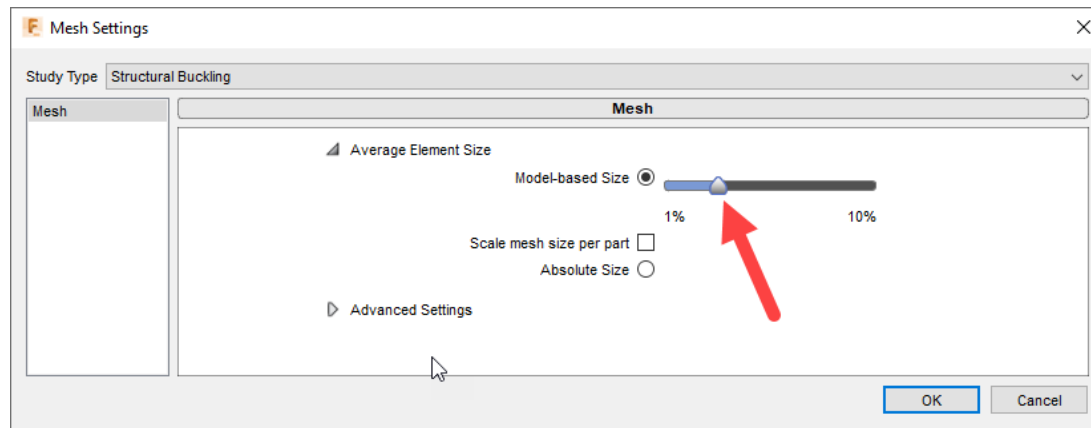 F Mesh Settings
Study Type Structural Buckling
Mesh
Mesh
Average Element Size
Model-based Size
1% 10%
Scale mesh size per part
Absolute Size
Advanced Settings
OK Cancel